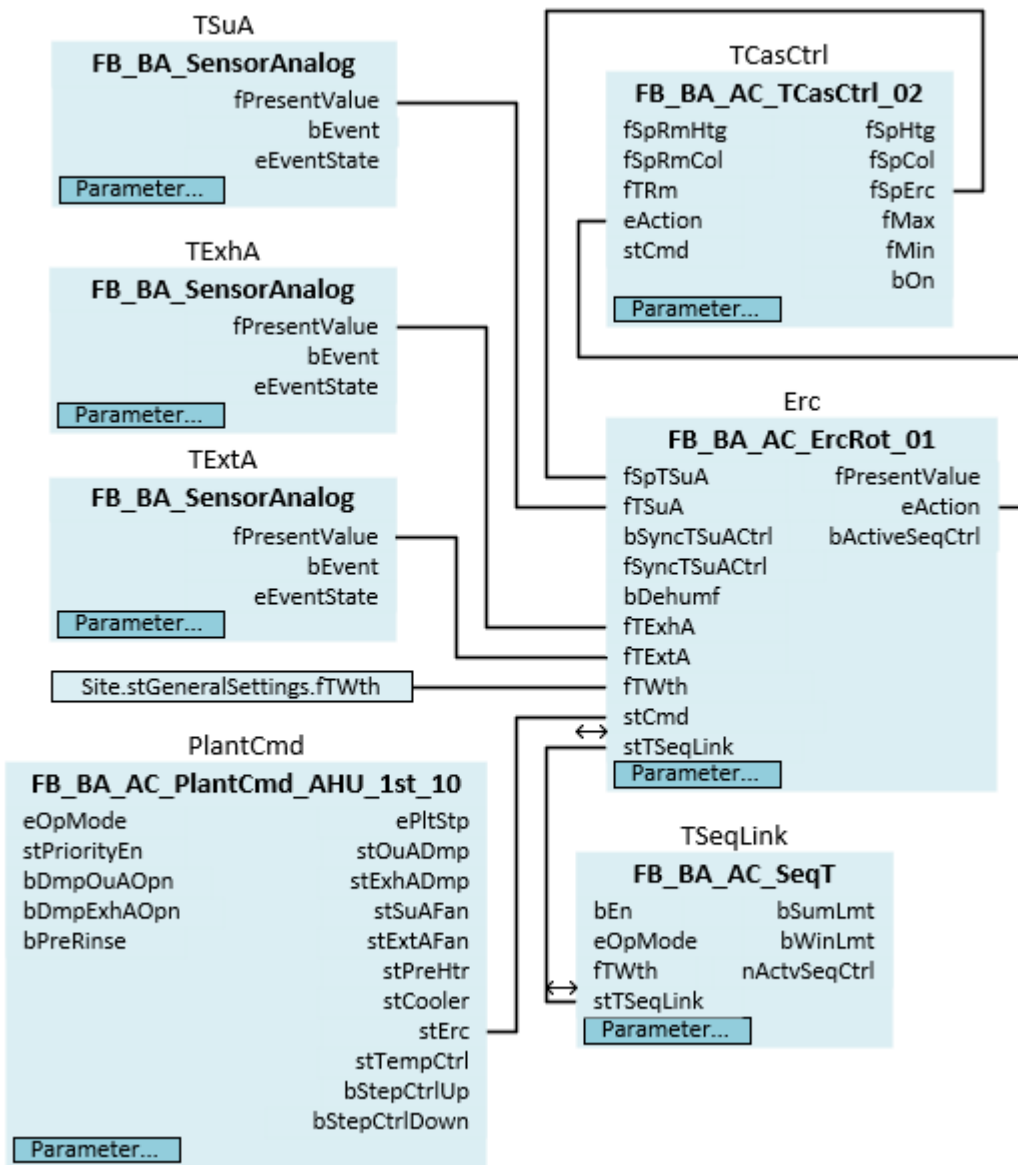 TSuA
FB_BA_SensorAnalog
fPresentValue
bEvent
eEventState
Parameter...
TExhA
FB_BA_SensorAnalog
fPresentValue
bEvent
eEventState
Parameter...
TExtA
FB_BA_SensorAnalog
fPresentValue
bEvent
eEventState
Parameter...
Site.stGeneralSettings.fTWth
PlantCmd
FB_BA_AC_PlantCmd_AHU_1st_10
eOpMode ePltStp
stPriorityEn stOuADmp
bDmpOuAOpn stExhADmp
bDmpExhAOpn stSuAFan
bPreRinse stExtAFan
stPreHtr
stCooler
stErc
stTempCtrl
bStepCtrlUp
bStepCtrlDown
Parameter...
TCasCtrl
FB_BA_AC_TCasCtrl_02
fSpRmHtg fSpHtg
fSpRmCol fSpCol
fTRm fSpErc
eAction fMax
stCmd fMin
bOn
Parameter...
Erc
FB_BA_AC_ErcRot_01
fSpTSuA fPresentValue
fTSuA eAction
bSyncTSuACtrl bActiveSeqCtrl
fSyncTSuACtrl
bDehumf
fTExhA
fTExtA
fTWth
stCmd
stTSeqLink
Parameter...
TSeqLink
FB_BA_AC_SeqT
bEn bSumLmt
eOpMode bWinLmt
fTWth nActvSeqCtrl
stTSeqLink
Parameter...